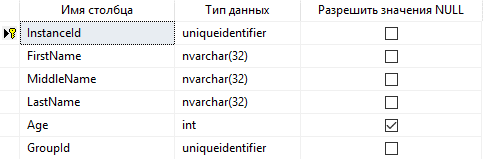 Имя столбца Тип данных Разрешить значения NULL
InstanceId uniqueidentifier
FirstName nvarchar(32)
MiddleName nvarchar(32)
LastName nvarchar(32)
Age int
GroupId uniqueidentifier